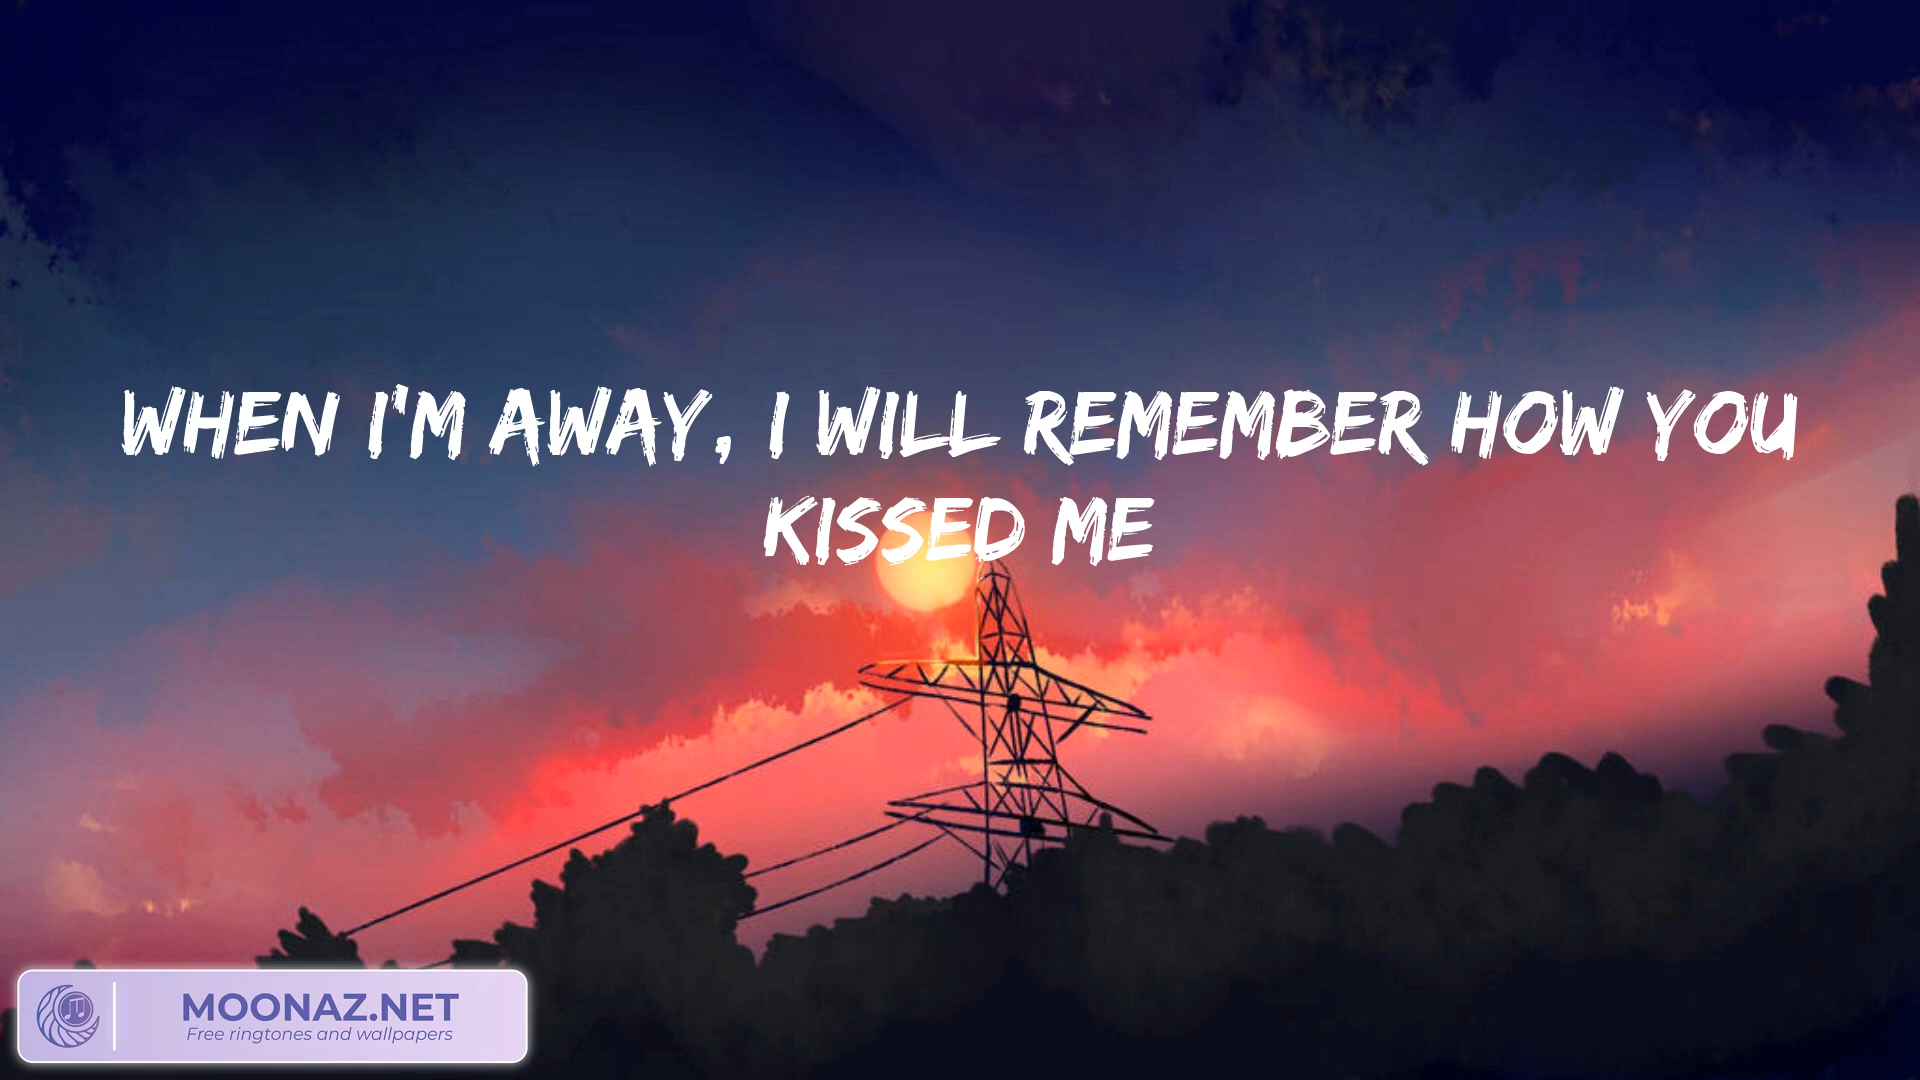 WHEN I'M AWAY, I WILL REMEMBER HOW YOU
KISSED ME
MOONAZ.NET
Free ringtones and wallpapers